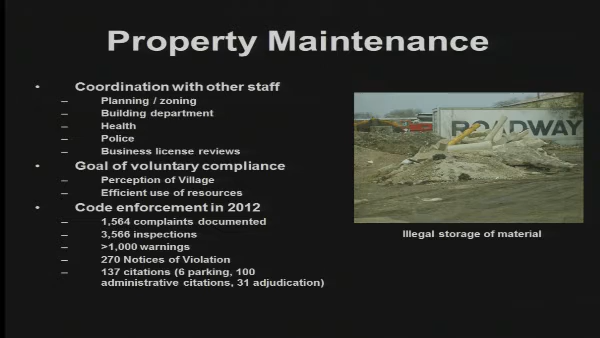 Property Maintenance
• Coordination with other staff
– Planning / zoning
– Building department
– Health
– Police
– Business license reviews
• Goal of voluntary compliance
– Perception of Village
– Efficient use of resources
• Code enforcement in 2012
– 1,564 complaints documented
– 3,566 inspections
– >1,000 warnings
– 270 Notices of Violation
– 137 citations (6 parking, 100
administrative citations, 31 adjudication)
ROADWAY
Illegal storage of material